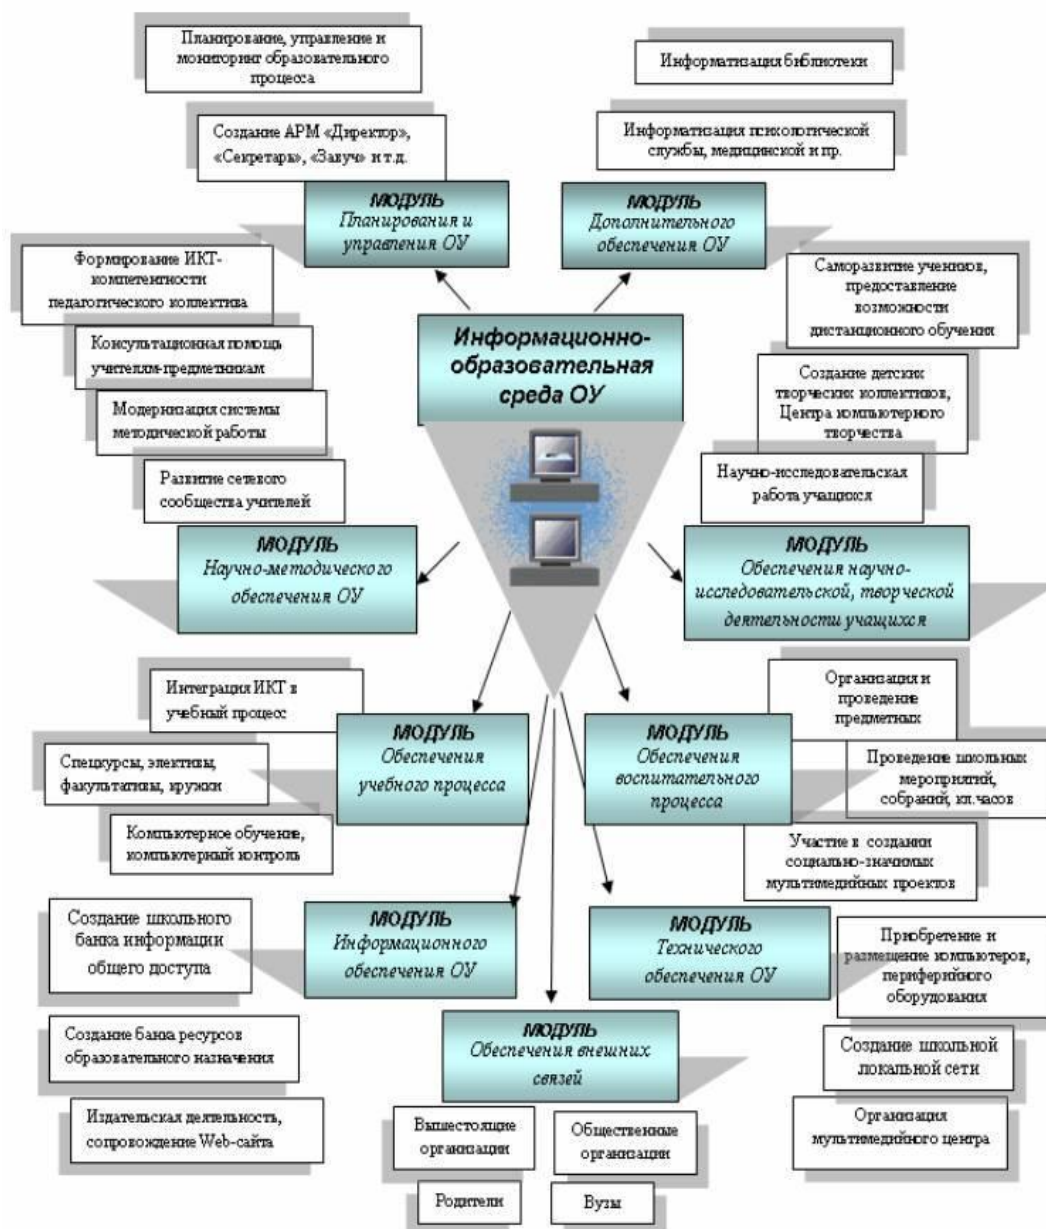 Планирование, управление и
мониторинг образовательного
процесса
Информатизация библиотеки
Создание АРМ «Директор»,
«Секретарь», «Завуч» и т.д.
Информатизация психологической
службы, медицинской и пр.
МОДУЛЬ
Планирования и
управления ОУ
МОДУЛЬ
Дополнительного
обеспечения ОУ
Формирование ИКТ-
компетентности
педагогического коллектива
Консультационная помощь
учителям-предметникам
Модернизация системы
методической работы
Развитие сетевого
сообщества учителей
Информационно-
образовательная
среда ОУ
Саморазвитие учеников,
предоставление
возможности
дистанционного обучения
Создание детских
творческих коллективов,
Центра компьютерного
творчества
Научно-исследовательская
работа учащихся
МОДУЛЬ
Научно-методического
обеспечения ОУ
МОДУЛЬ
Обеспечения научно-
исследовательской, творческой
деятельности учащихся
Интеграция ИКТ в
учебный процесс
Спецкурсы, элективы,
факультативы, кружки
Компьютерное обучение,
компьютерный контроль
МОДУЛЬ
Обеспечения
учебного процесса
МОДУЛЬ
Обеспечения
воспитательного
процесса
Организация и
проведение
предметных
Проведение школьных
мероприятий,
собраний, кл.часов
Участие в создании
социально-значимых
мультимедийных проектов
Создание школьного
банка информации
общего доступа
Создание банка ресурсов
образовательного назначения
Издательская деятельность,
сопровождение Web-сайта
МОДУЛЬ
Информационного
обеспечения ОУ
МОДУЛЬ
Технического
обеспечения ОУ
Приобретение и
размещение компьютеров,
периферийного
оборудования
Создание школьной
локальной сети
Организация
мультимедийного центра
МОДУЛЬ
Обеспечения внешних
связей
Вышестоящие
организации
Общественные
организации
Родители
Вузы